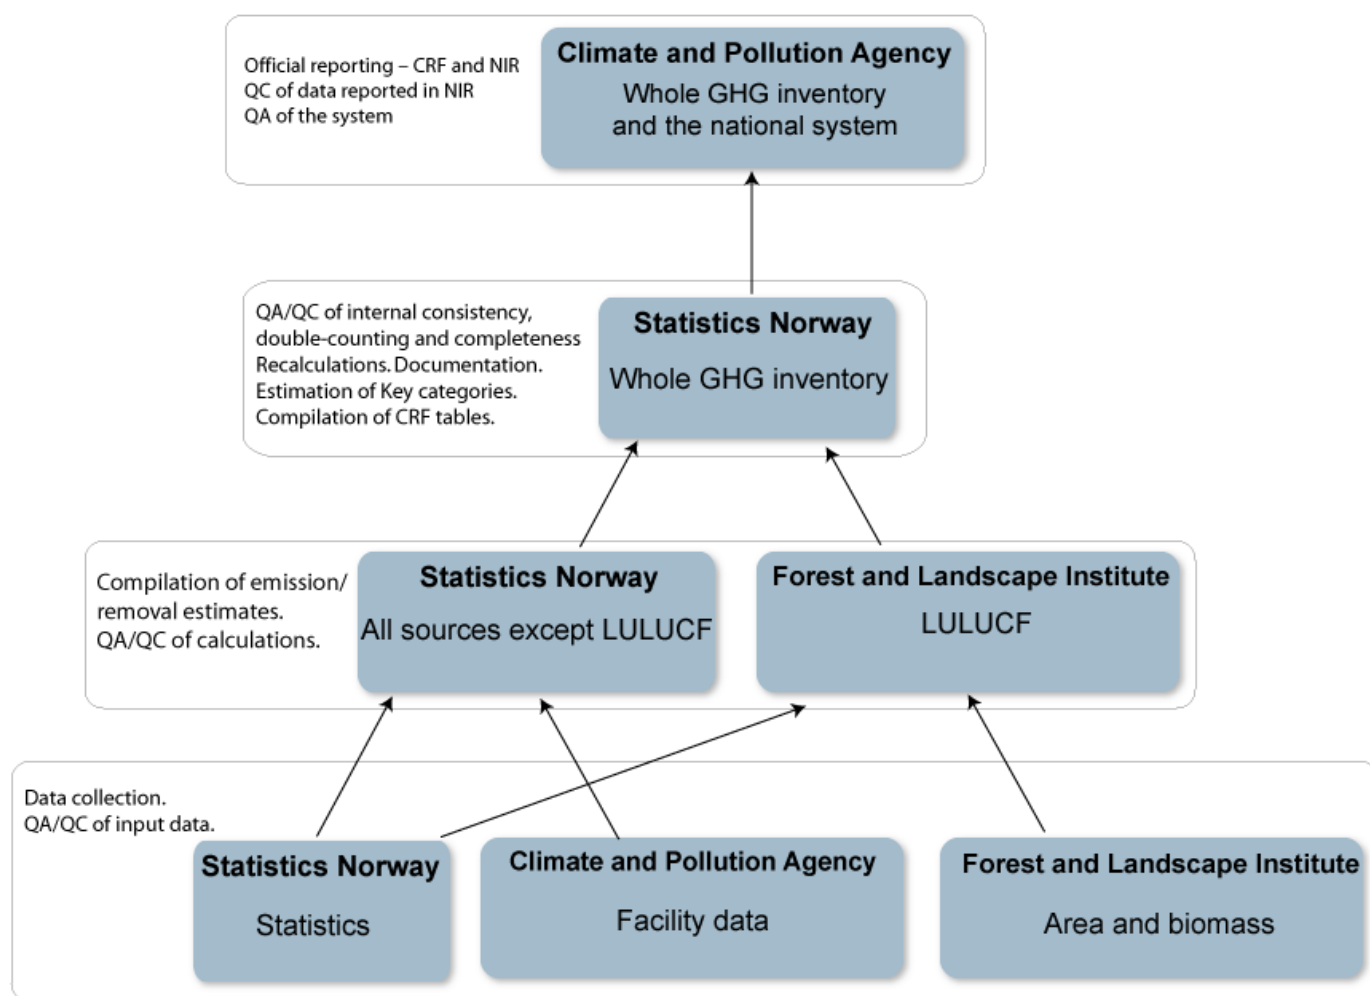 Official reporting – CRF and NIR
QC of data reported in NIR
QA of the system
Climate and Pollution Agency
Whole GHG inventory
and the national system
QA/QC of internal consistency,
double-counting and completeness
Recalculations. Documentation.
Estimation of Key categories.
Compilation of CRF tables.
Statistics Norway
Whole GHG inventory
Compilation of emission/
removal estimates.
QA/QC of calculations.
Statistics Norway
All sources except LULUCF
Forest and Landscape Institute
LULUCF
Data collection.
QA/QC of input data.
Statistics Norway
Statistics
Climate and Pollution Agency
Facility data
Forest and Landscape Institute
Area and biomass